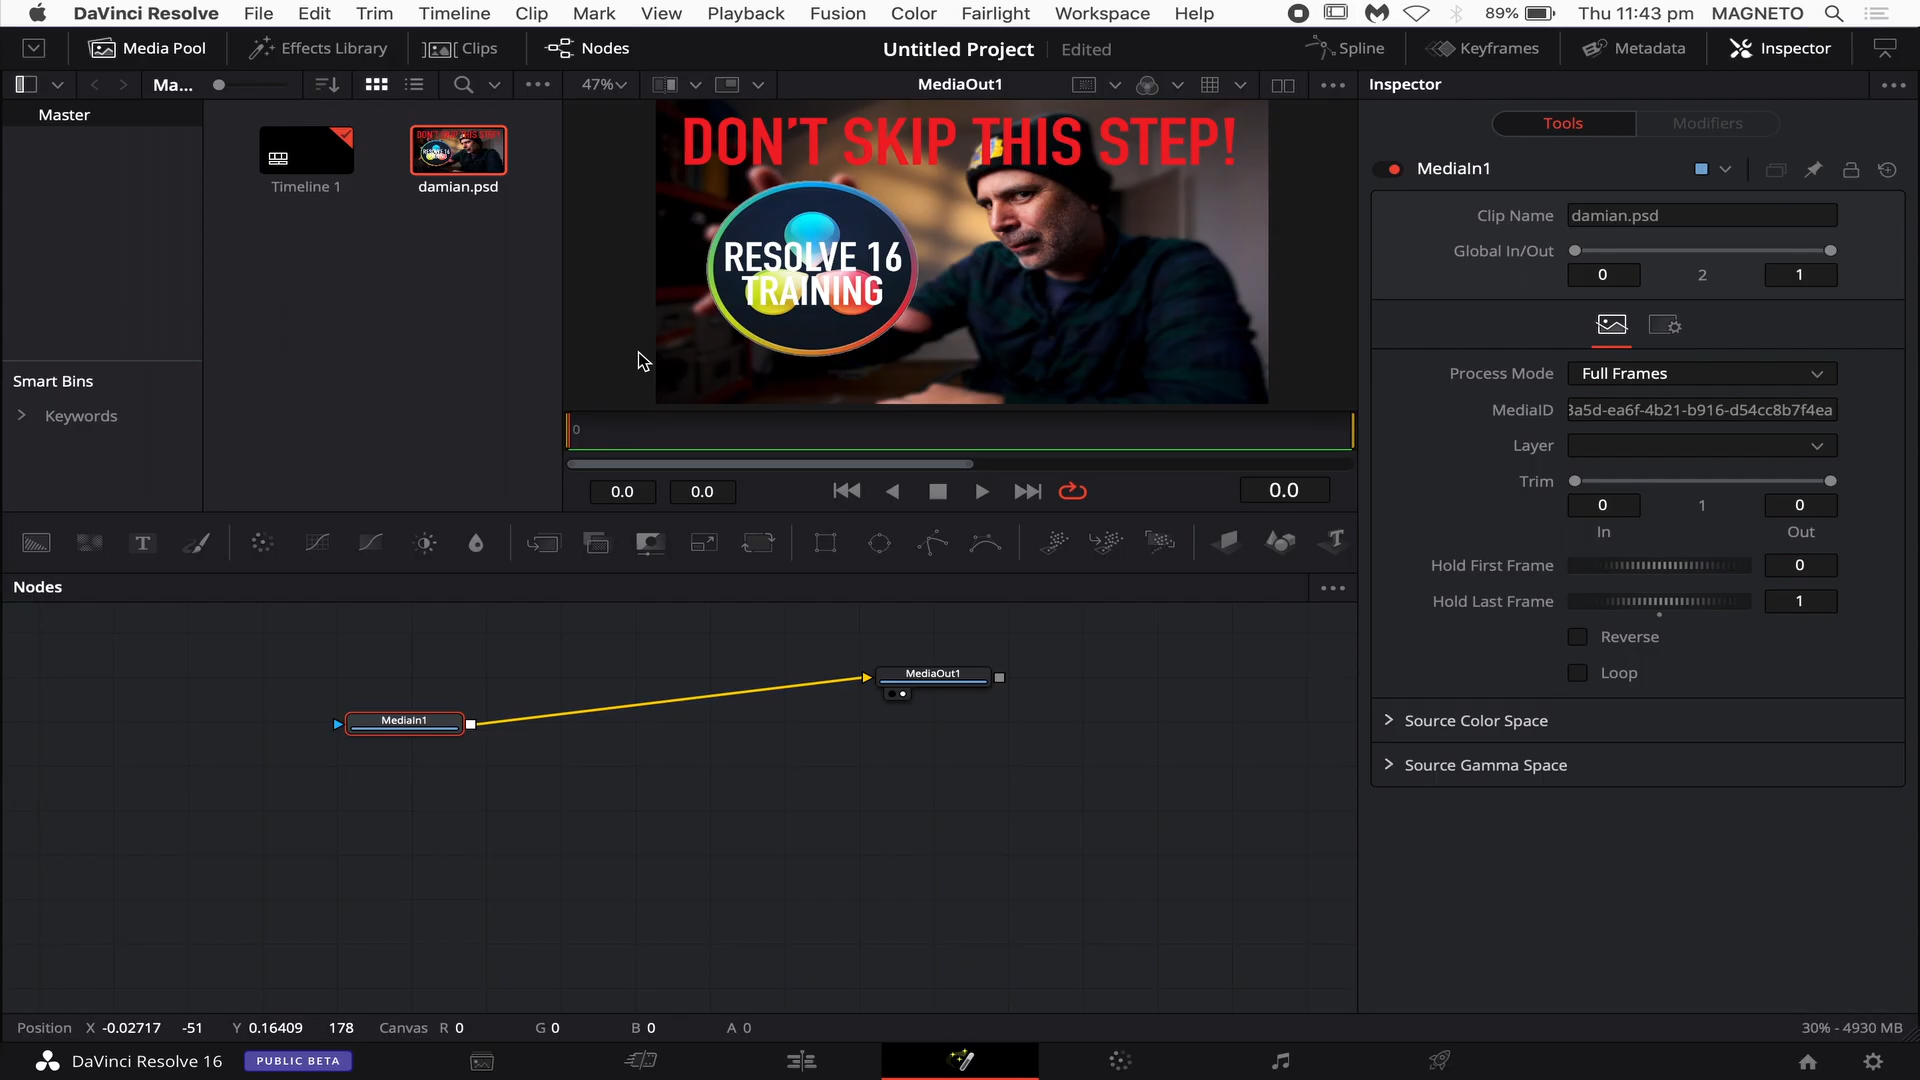 DaVinci Resolve File Edit Trim Timeline Clip Mark View Playback Fusion Color Fairlight Workspace Help 89% Thu 11:43 pm MAGNETO
Media Pool Effects Library Clips Nodes Untitled Project Edited Spline Keyframes Metadata Inspector
Ma... 47% MediaOut1 Inspector
Master
Tools Modifiers
DON'T SKIP THIS STEP!
RESOLVE 16
TRAINING
Timeline 1 damian.psd
MediaIn1
Clip Name damian.psd
Global In/Out
0 2 1
Smart Bins
Keywords
Process Mode Full Frames
MediaID 3a5d-ea6f-4b21-b916-d54cc8b7f4ea
Layer
Trim
0 1 0
In Out
0
0.0 0.0 0.0
T T
Hold First Frame 0
Hold Last Frame 1
Reverse
Loop
Source Color Space
Source Gamma Space
Nodes
MediaOut1
MediaIn1
Position X -0.02717 -51 Y 0.16409 178 Canvas R 0 G 0 B 0 A 0 30% - 4930 MB
DaVinci Resolve 16 PUBLIC BETA